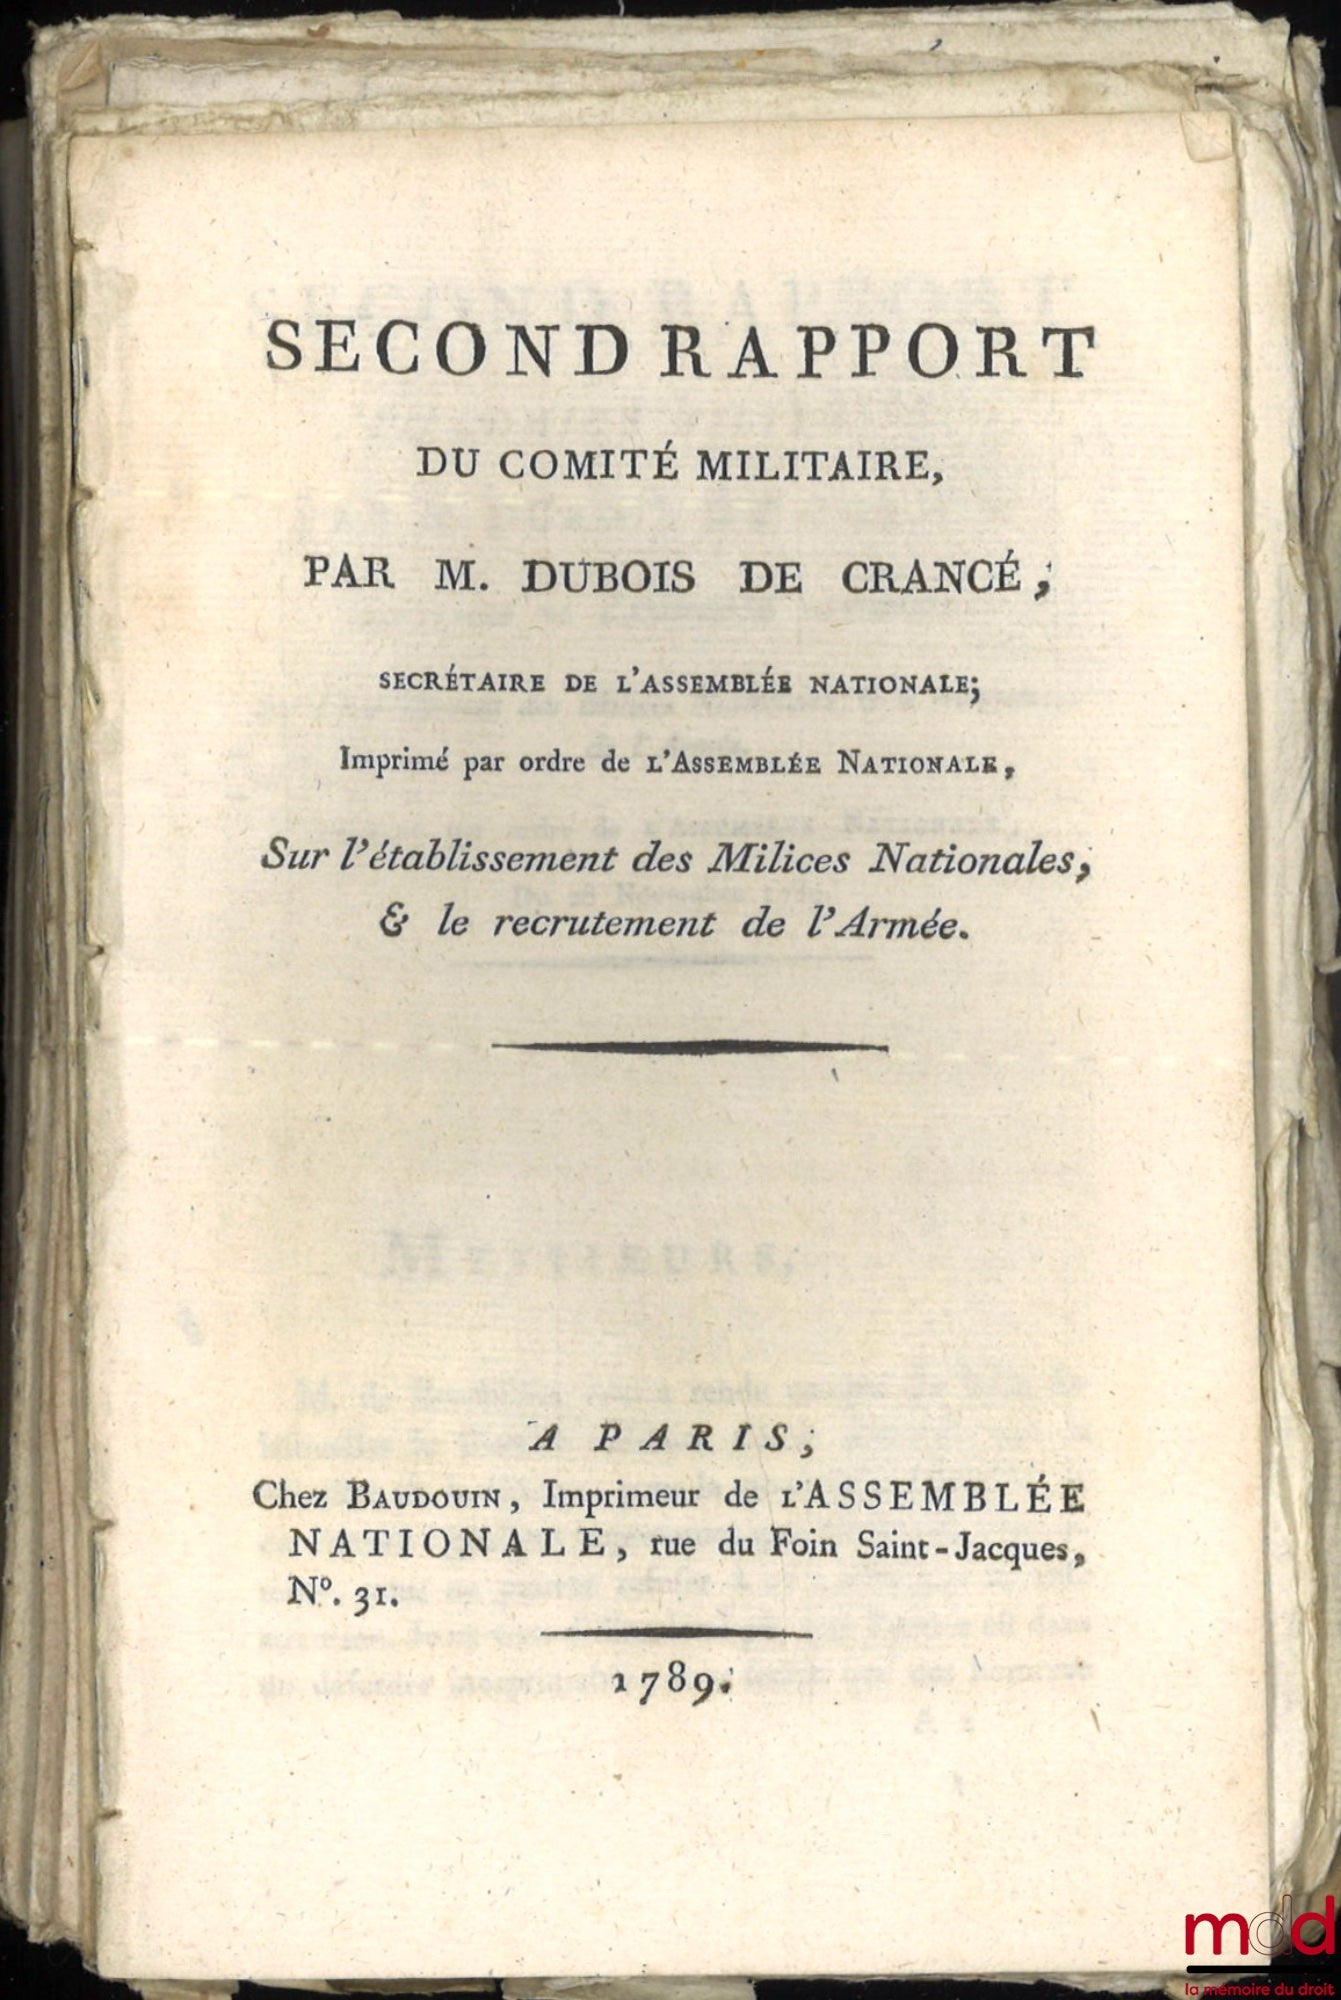 SECOND RAPPORT
DU COMITÉ MILITAIRE,
PAR M. DUBOIS DE CRANCÉ,
SECRÉTAIRE DE L'ASSEMBLÉE NATIONALE;
Imprimé par ordre de L'ASSEMBLÉE NATIONALE,
Sur l'établissement des Milices Nationales,
& le recrutement de l'Armée.
A PARIS,
Chez BAUDOUIN, Imprimeur de L'ASSEMBLÉE
NATIONALE, rue du Foin Saint-Jacques,
Nº. 31.
1789.
mdd
la mémoire du droit